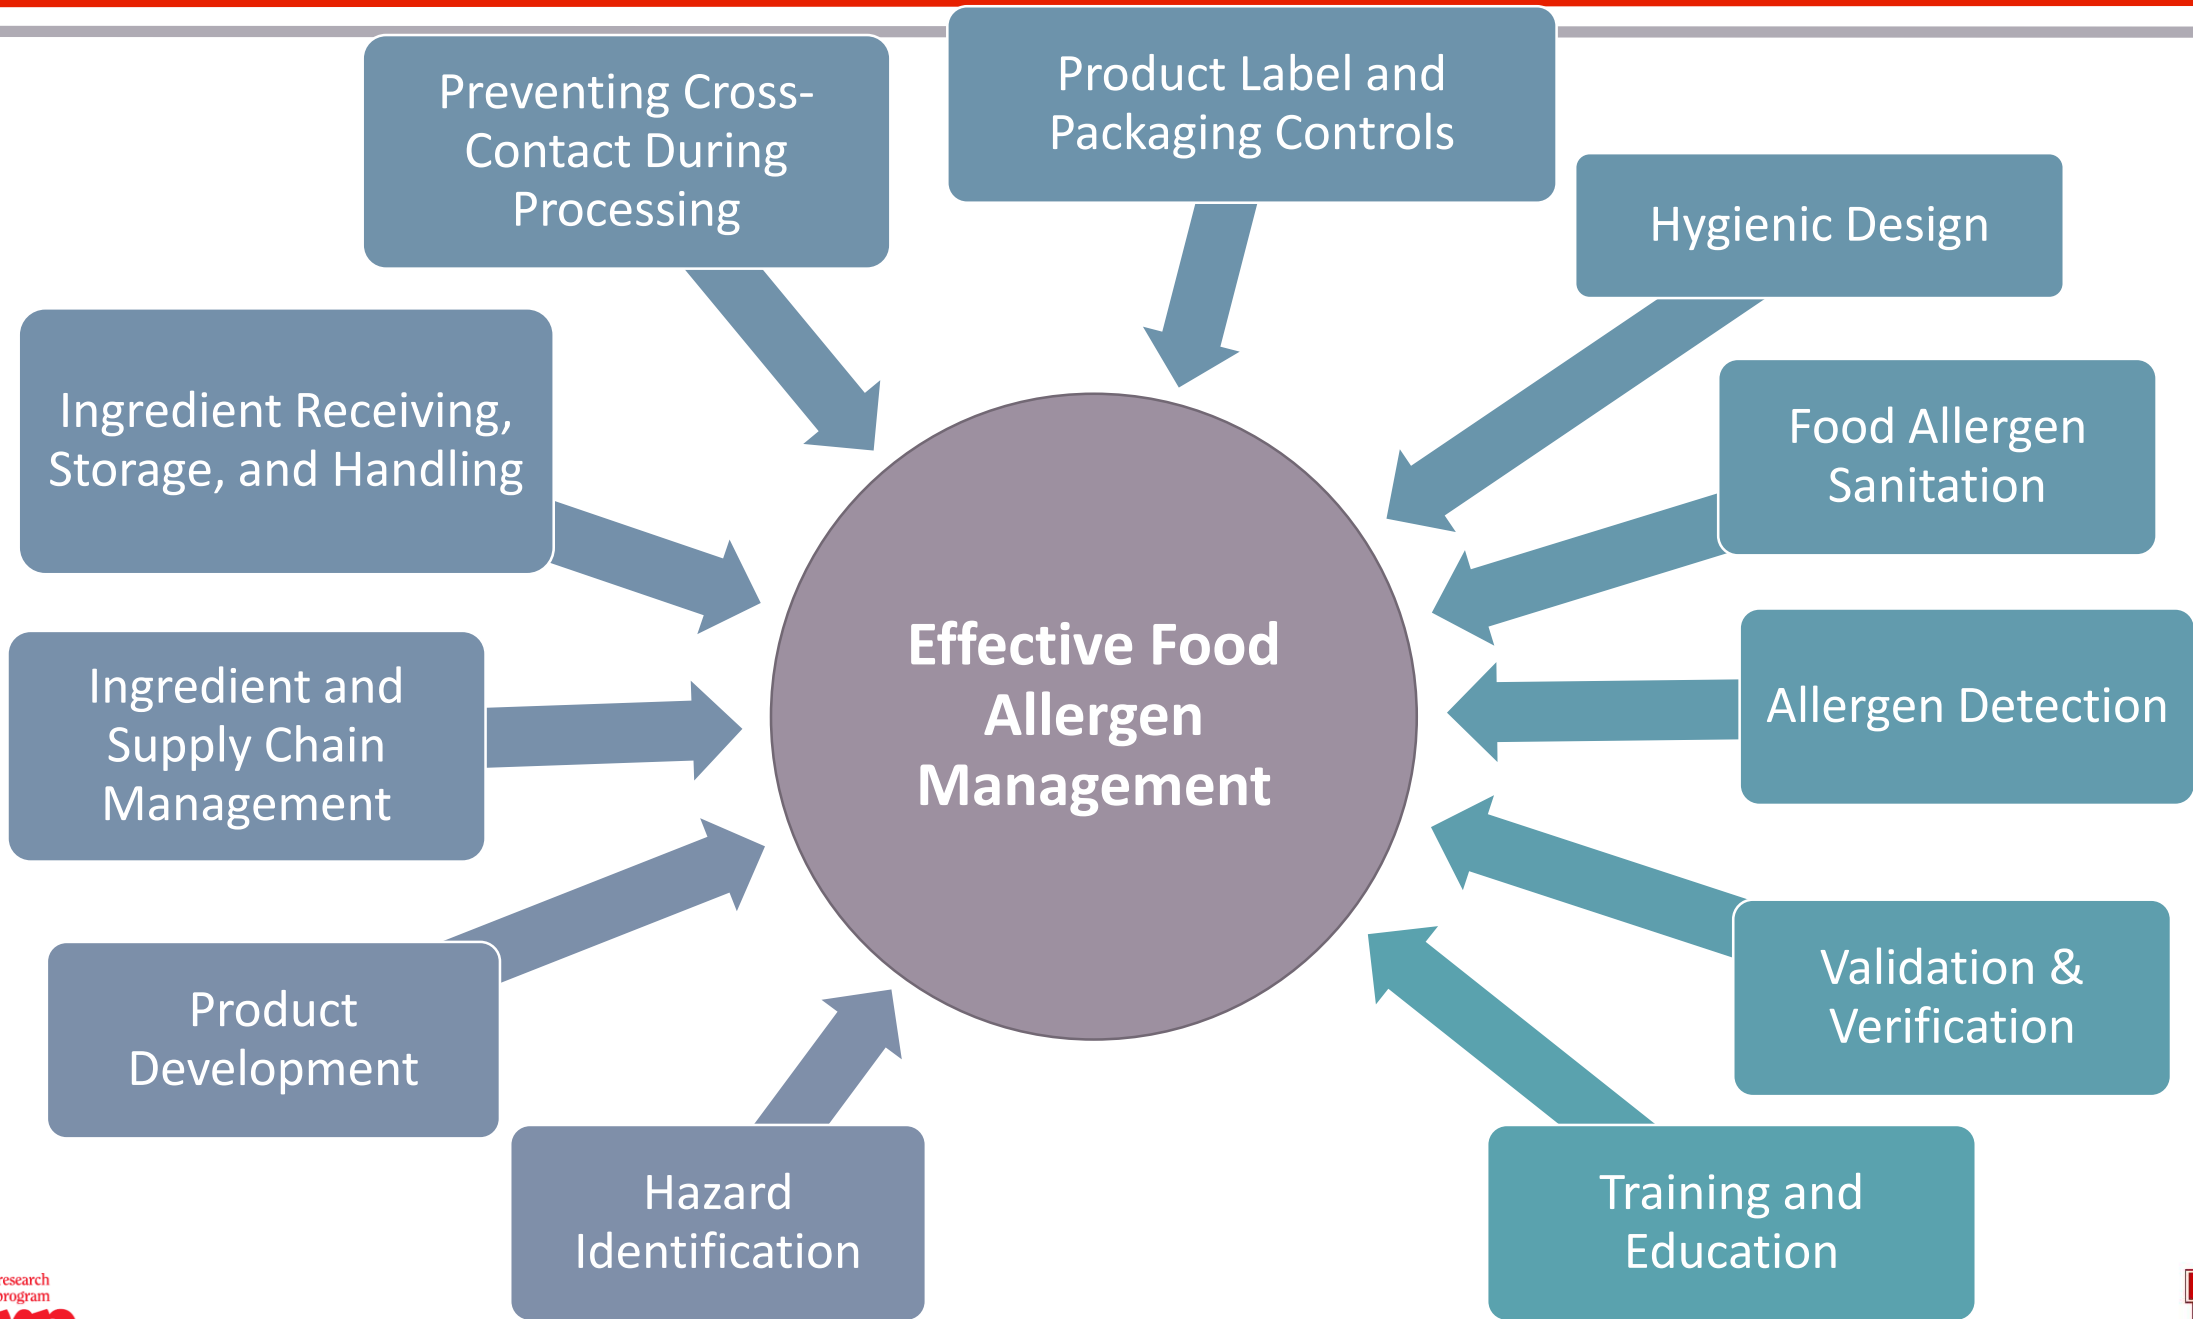 Preventing Cross-
Contact During
Processing
Product Label and
Packaging Controls
Hygienic Design
Ingredient Receiving,
Storage, and Handling
Food Allergen
Sanitation
Effective Food
Allergen
Management
Ingredient and
Supply Chain
Management
Allergen Detection
Product
Development
Validation &
Verification
Hazard
Identification
Training and
Education
research
program